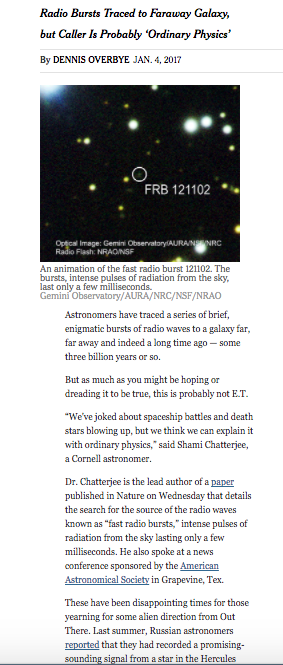 Radio Bursts Traced to Faraway Galaxy,
but Caller Is Probably ‘Ordinary Physics’
By DENNIS OVERBYE JAN. 4, 2017
FRB 121102
Optical Image: Gemini Observatory/AURA/NSF/NRC
Radio Flash: NRAO/NSF
An animation of the fast radio burst 121102. The
bursts, intense pulses of radiation from the sky,
last only a few milliseconds.
Gemini Observatory/AURA/NRC/NSF/NRAO
Astronomers have traced a series of brief,
enigmatic bursts of radio waves to a galaxy far,
far away and indeed a long time ago — some
three billion years or so.
But as much as you might be hoping or
dreading it to be true, this is probably not E.T.
“We’ve joked about spaceship battles and death
stars blowing up, but we think we can explain it
with ordinary physics,” said Shami Chatterjee,
a Cornell astronomer.
Dr. Chatterjee is the lead author of a paper
published in Nature on Wednesday that details
the search for the source of the radio waves
known as “fast radio bursts,” intense pulses of
radiation from the sky lasting only a few
milliseconds. He also spoke at a news
conference sponsored by the American
Astronomical Society in Grapevine, Tex.
These have been disappointing times for those
yearning for some alien direction from Out
There. Last summer, Russian astronomers
reported that they had recorded a promising-
sounding signal from a star in the Hercules